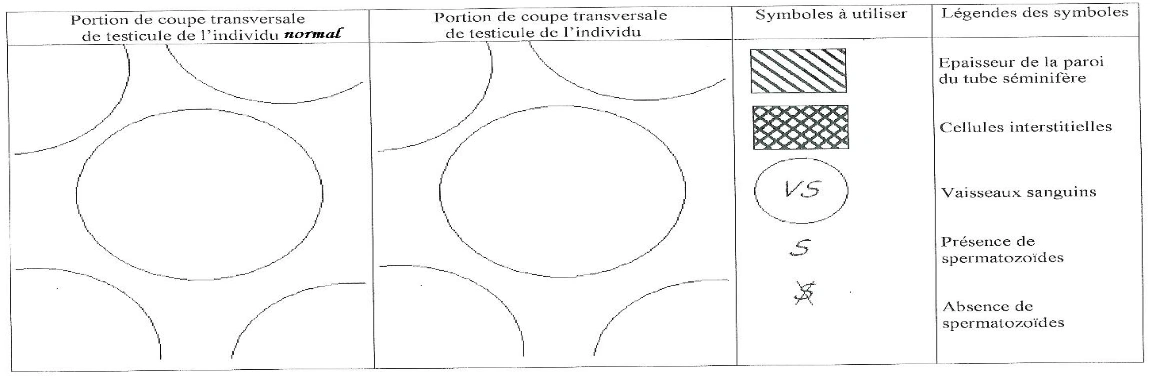 Portion de coupe transversale
de testicule de l'individu normal
Portion de coupe transversale
de testicule de l'individu
Symboles à utiliser
Légendes des symboles
Epaisseur de la paroi
du tube séminifère
Cellules interstitielles
VS
Vaisseaux sanguins
S
Présence de
spermatozoïdes
$
Absence de
spermatozoïdes